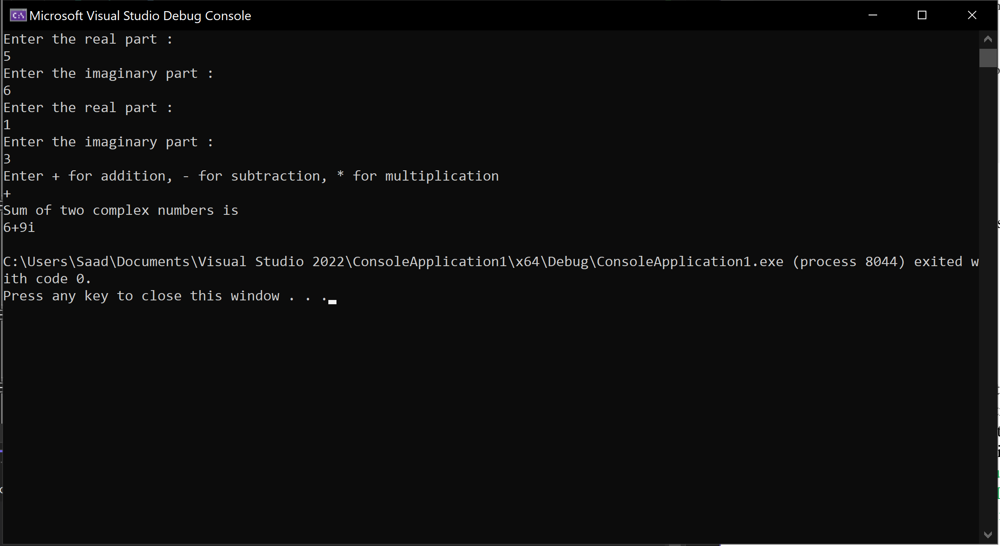 Microsoft Visual Studio Debug Console
Enter the real part :
5
Enter the imaginary part :
6
Enter the real part :
1
Enter the imaginary part :
3
Enter + for addition, - for subtraction, * for multiplication
+
Sum of two complex numbers is
6+9i
C:\Users\Saad\Documents\Visual Studio 2022\ConsoleApplication1\x64\Debug\ConsoleApplication1.exe (process 8044) exited w
ith code 0.
Press any key to close this window . . .